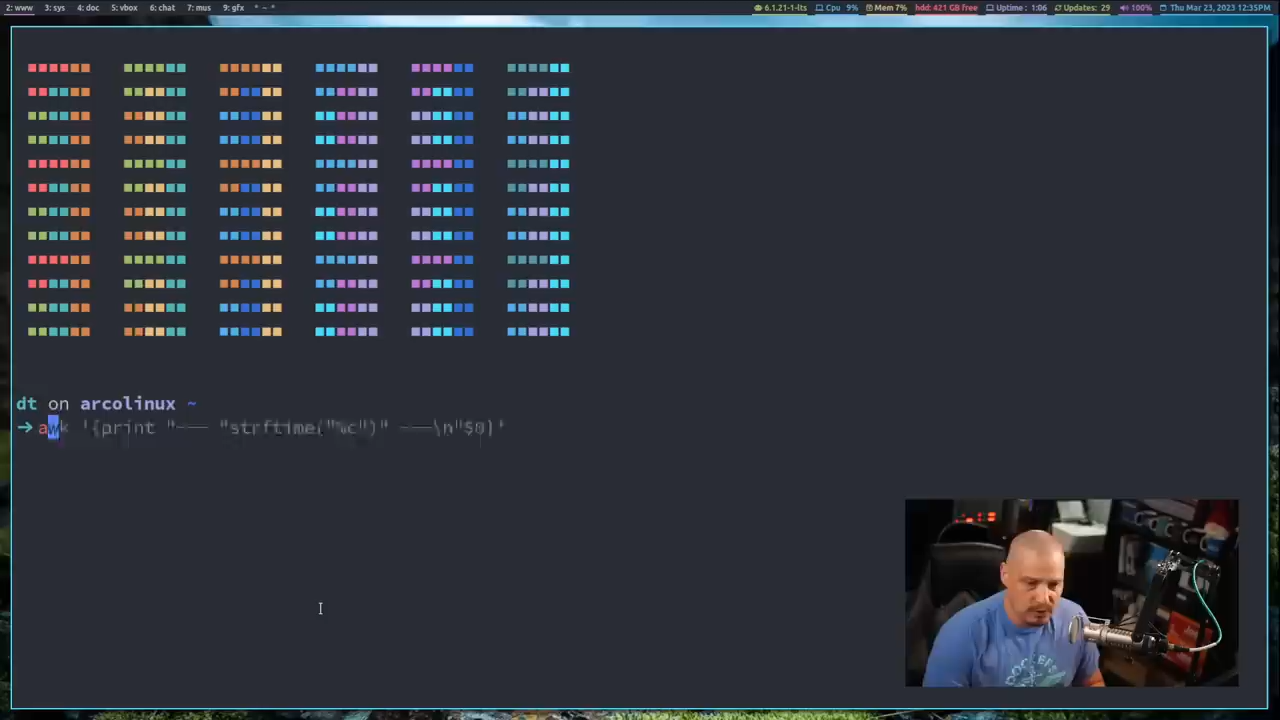 2: www 3: sys 4: doc 5: vbox 6: chat 7: mus 9: gfx * ~ * 6.1.21-1-lts Cpu 9% Mem 7% hdd: 421 GB free Uptime : 1:06 Updates: 29 100% Thu Mar 23, 2023 12:35PM
dt on arcolinux ~
→ awk '{print "─── "strftime("%c")" ───\n"$0}'